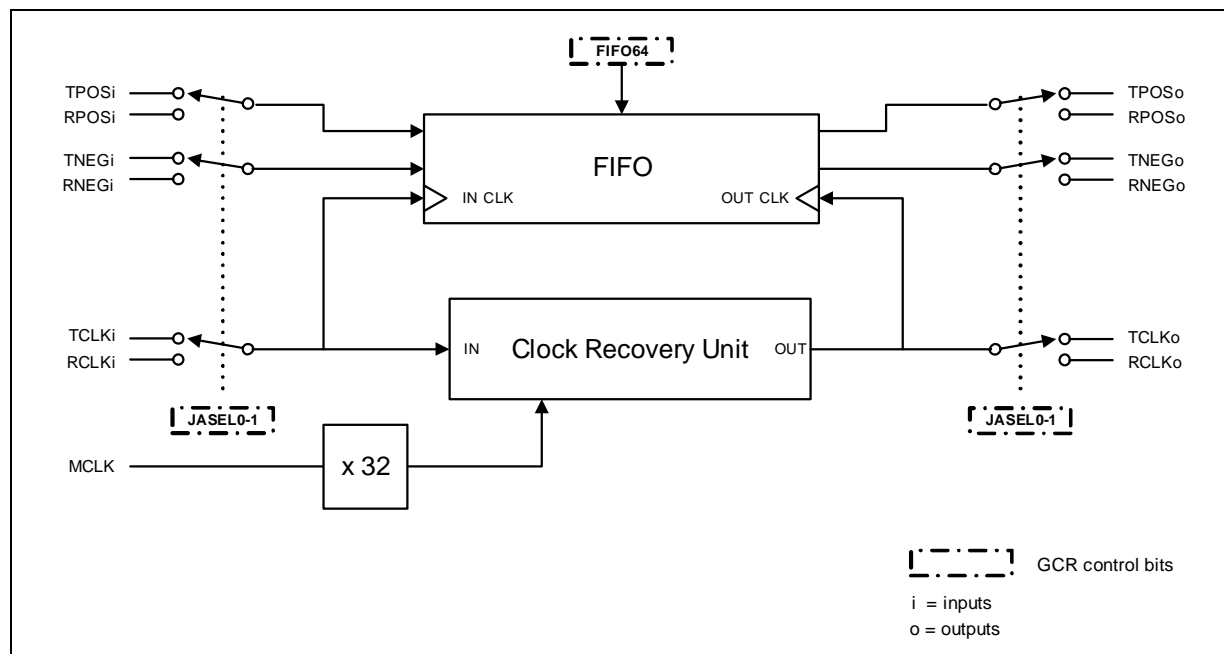 FIFO64
TPOSi
RPOSi
TNEGi
RNEGi
TPOSo
RPOSo
TNEGo
RNEGo
FIFO
IN CLK
OUT CLK
TCLKi
RCLKi
IN
Clock Recovery Unit
OUT
TCLKo
RCLKo
JASEL0-1
JASEL0-1
MCLK
x 32
GCR control bits
i = inputs
o = outputs